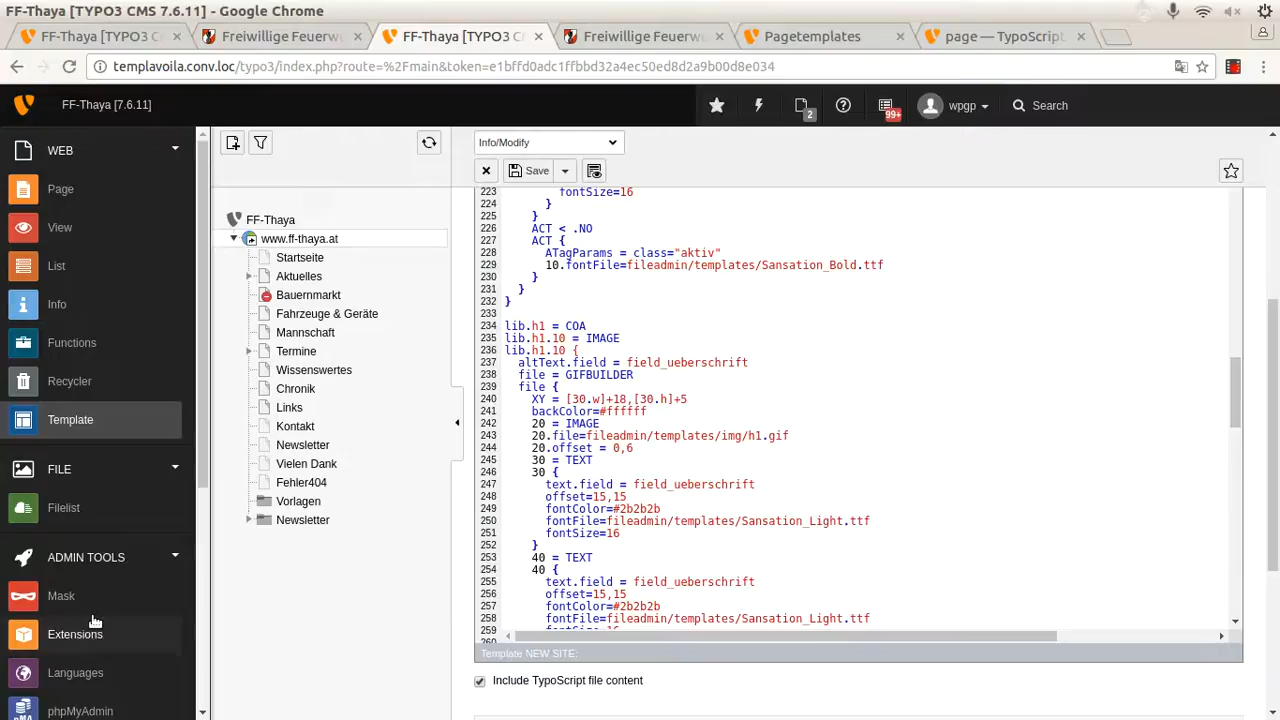 FF-Thaya [TYPO3 CMS 7.6.11] - Google Chrome
FF-Thaya [TYPO3 C
Freiwillige Feuerw
FF-Thaya [TYPO3 C
Freiwillige Feuerw
Pagetemplates
page — TypoScript
templavoila.conv.loc/typo3/index.php?route=%2Fmain&token=e1bffd0adc1ffbbd32a4ec50ed8d2a9b00d8e034
FF-Thaya [7.6.11]
2
99+
wpgp
Search
WEB
Page
View
List
Info
Functions
Recycler
Template
FILE
Filelist
ADMIN TOOLS
Mask
Extensions
Languages
phpMyAdmin
FF-Thaya
www.ff-thaya.at
Startseite
Aktuelles
Bauernmarkt
Fahrzeuge & Geräte
Mannschaft
Termine
Wissenswertes
Chronik
Links
Kontakt
Newsletter
Vielen Dank
Fehler404
Vorlagen
Newsletter
Info/Modify
Save
223 fontSize=16
224 }
225 }
226 ACT < .NO
227 ACT {
228 ATagParams = class="aktiv"
229 10.fontFile=fileadmin/templates/Sansation_Bold.ttf
230 }
231 }
232 }
233
234 lib.h1 = COA
235 lib.h1.10 = IMAGE
236 lib.h1.10 {
237 altText.field = field_ueberschrift
238 file = GIFBUILDER
239 file {
240 XY = [30.w]+18,[30.h]+5
241 backColor=#ffffff
242 20 = IMAGE
243 20.file=fileadmin/templates/img/h1.gif
244 20.offset = 0,6
245 30 = TEXT
246 30 {
247 text.field = field_ueberschrift
248 offset=15,15
249 fontColor=#2b2b2b
250 fontFile=fileadmin/templates/Sansation_Light.ttf
251 fontSize=16
252 }
253 40 = TEXT
254 40 {
255 text.field = field_ueberschrift
256 offset=15,15
257 fontColor=#2b2b2b
258 fontFile=fileadmin/templates/Sansation_Light.ttf
259 fontSize=16
260
Template NEW SITE:
Include TypoScript file content